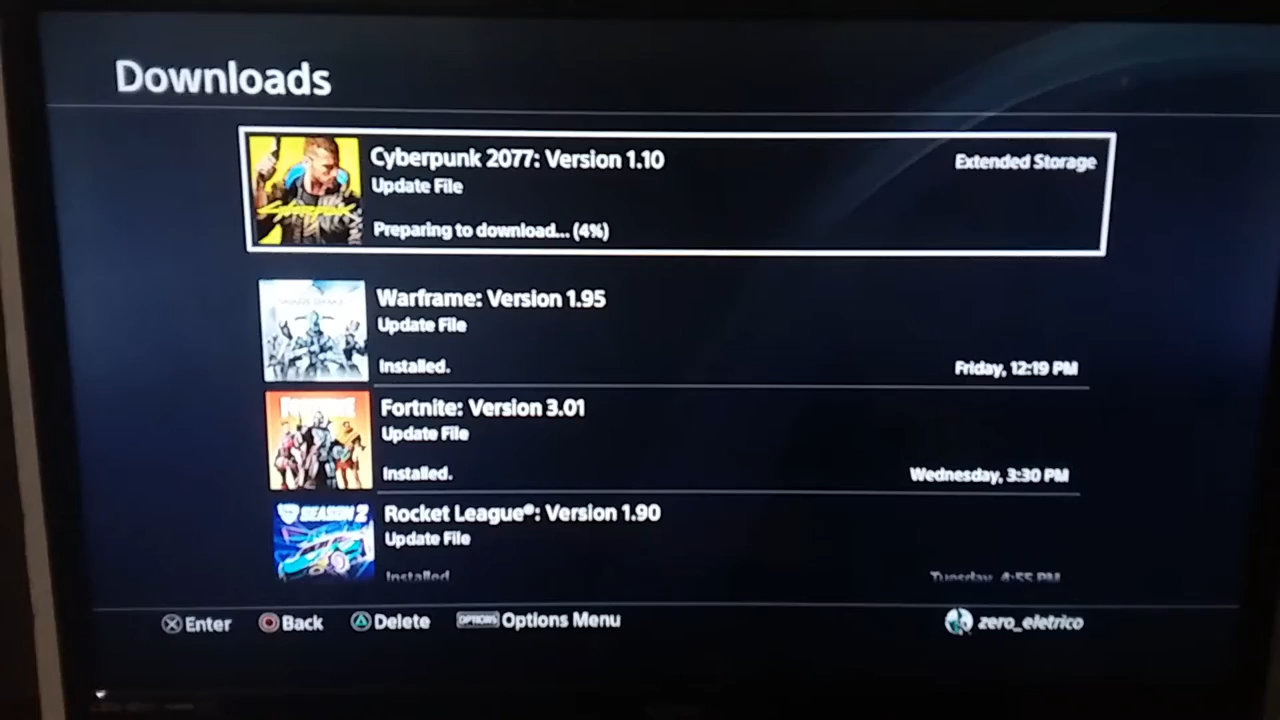 Downloads
Cyberpunk 2077: Version 1.10
Extended Storage
Update File
Preparing to download... (4%)
Warframe: Version 1.95
Update File
Installed.
Friday, 12:19 PM
Fortnite: Version 3.01
Update File
Installed.
Wednesday, 3:30 PM
SEASON 2
Rocket League®: Version 1.90
Update File
Installed
Tuesday, 4:55 PM
Enter
Back
Delete
OPTIONS Options Menu
zero_eletrico